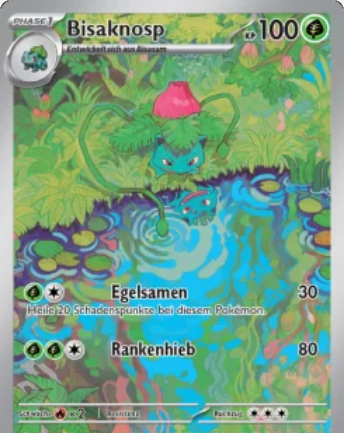 PHASE 1
Bisaknosp
KP 100
Entwickelt sich aus Bisasam
Egelsamen 30
Heile 20 Schadenspunkte bei diesem Pokémon.
Rankenhieb 80
Schwäche ×2 Resistenz Rückzug